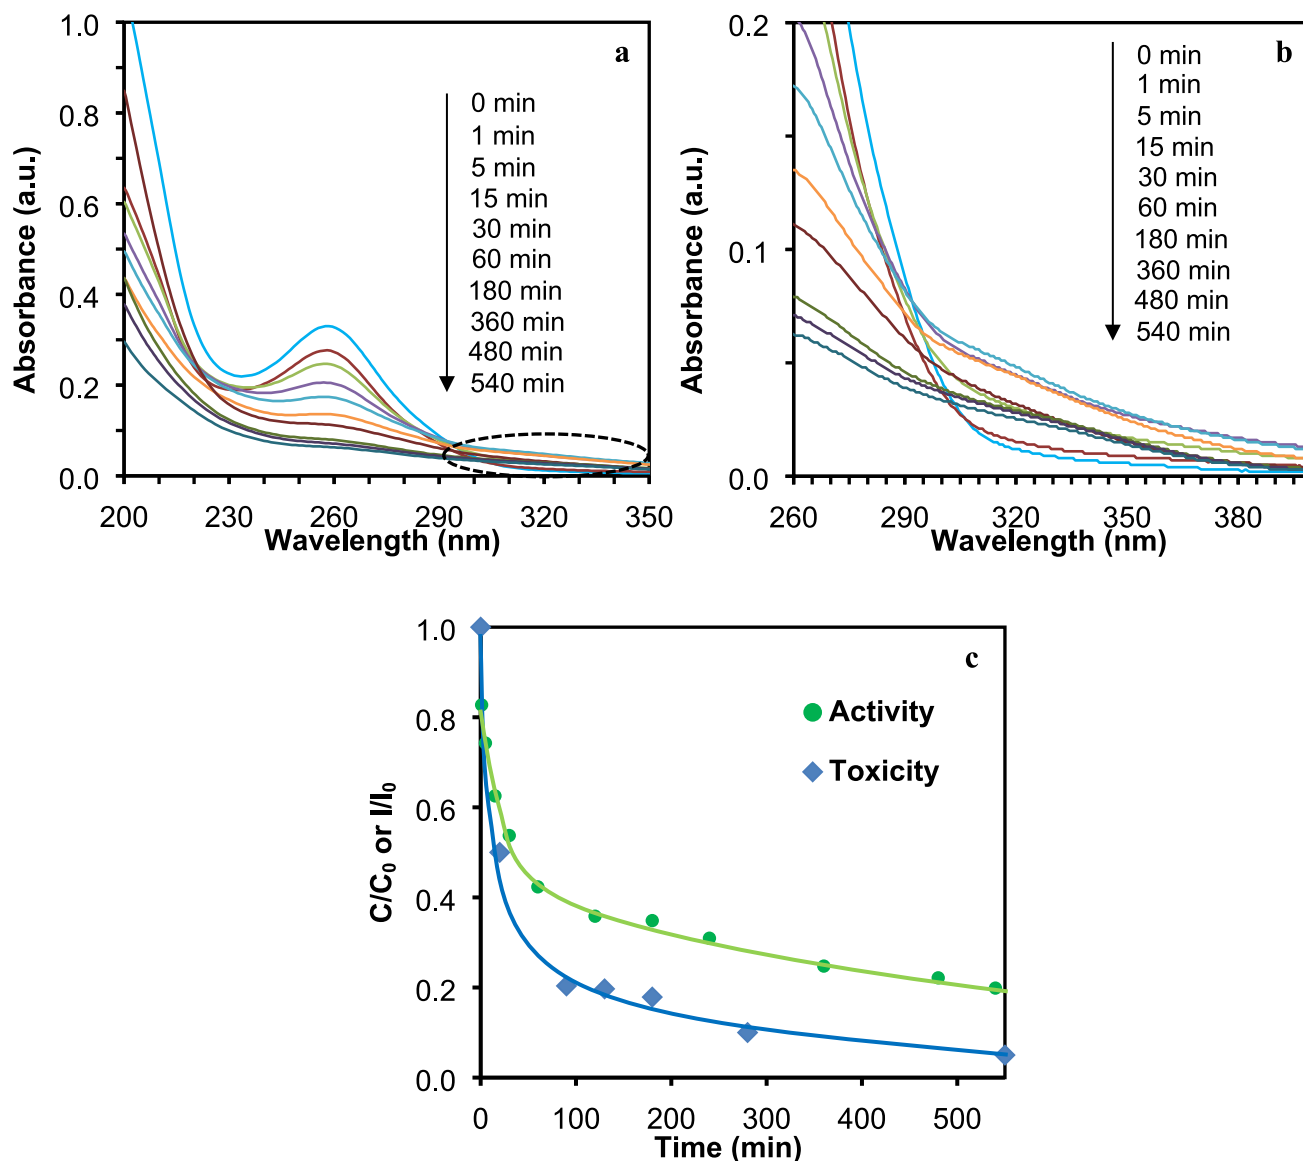 a
1.0
0.8
0.6
0.4
0.2
0.0
Absorbance (a.u.)
0 min
1 min
5 min
15 min
30 min
60 min
180 min
360 min
480 min
540 min
200 230 260 290 320 350
Wavelength (nm)
b
0.2
0.1
0.0
Absorbance (a.u.)
0 min
1 min
5 min
15 min
30 min
60 min
180 min
360 min
480 min
540 min
260 290 320 350 380
Wavelength (nm)
c
1.0
0.8
0.6
0.4
0.2
0.0
C/C₀ or I/I₀
Activity
Toxicity
0 100 200 300 400 500
Time (min)